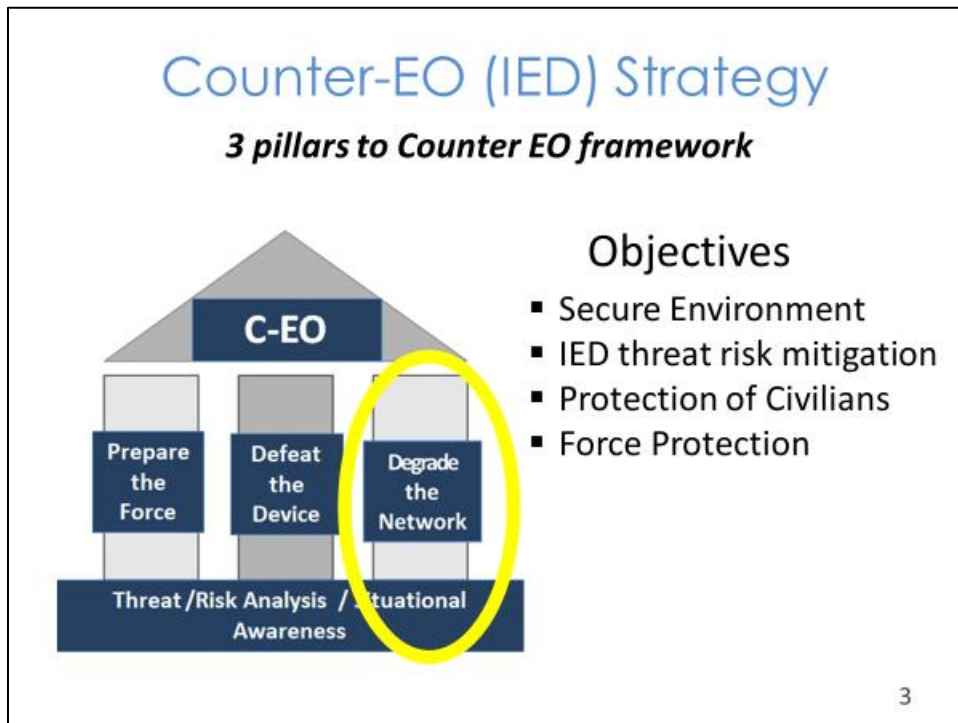 Counter-EO (IED) Strategy
3 pillars to Counter EO framework
C-EO
Prepare
the
Force
Defeat
the
Device
Degrade
the
Network
Threat /Risk Analysis / Situational
Awareness
Objectives
▪ Secure Environment
▪ IED threat risk mitigation
▪ Protection of Civilians
▪ Force Protection
3